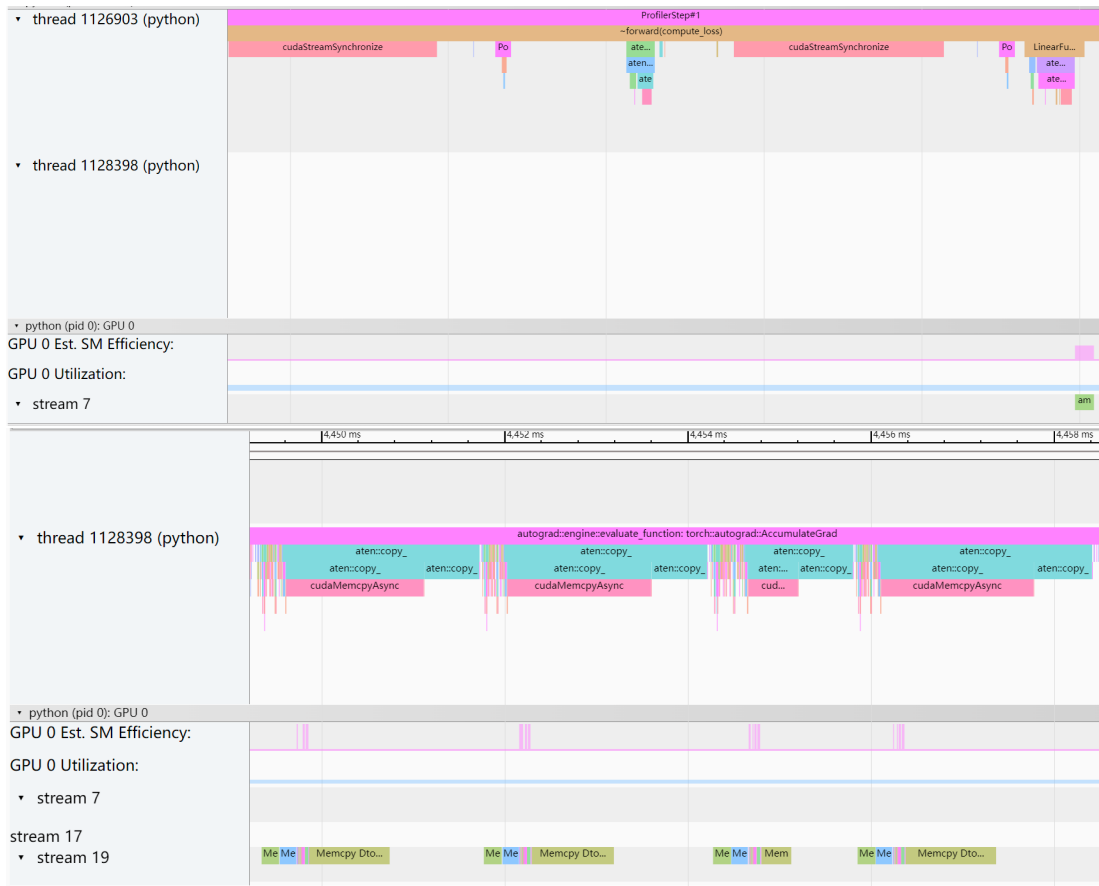 thread 1126903 (python)
ProfilerStep#1
~forward(compute_loss)
cudaStreamSynchronize Po ate... cudaStreamSynchronize Po LinearFu...
aten... ate...
ate ate...
thread 1128398 (python)
python (pid 0): GPU 0
GPU 0 Est. SM Efficiency:
GPU 0 Utilization:
stream 7 am
4,450 ms 4,452 ms 4,454 ms 4,456 ms 4,458 ms
thread 1128398 (python) autograd::engine::evaluate_function: torch::autograd::AccumulateGrad
aten::copy_ aten::copy_ aten::copy_ aten::copy_
aten::copy_ aten::copy_ aten::copy_ aten::copy_ aten:... aten::copy_ aten::copy_ aten::copy_
cudaMemcpyAsync cudaMemcpyAsync cud... cudaMemcpyAsync
python (pid 0): GPU 0
GPU 0 Est. SM Efficiency:
GPU 0 Utilization:
stream 7
stream 17
stream 19 Me Me Memcpy Dto... Me Me Memcpy Dto... Me Me Mem Me Me Memcpy Dto...